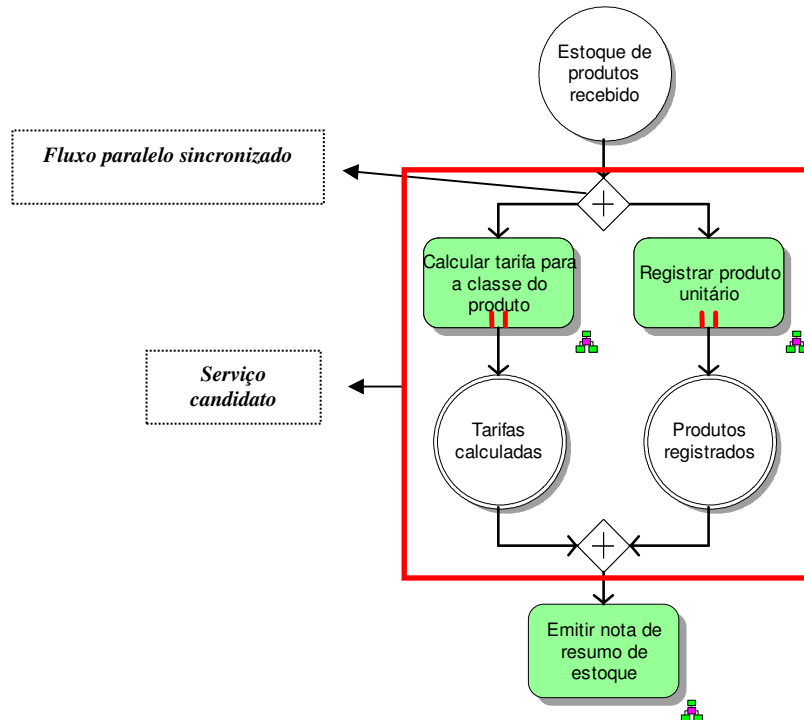 Estoque de
produtos
recebido
Fluxo paralelo sincronizado
Calcular tarifa para
a classe do
produto
Registrar produto
unitário
Serviço
candidato
Tarifas
calculadas
Produtos
registrados
Emitir nota de
resumo de
estoque